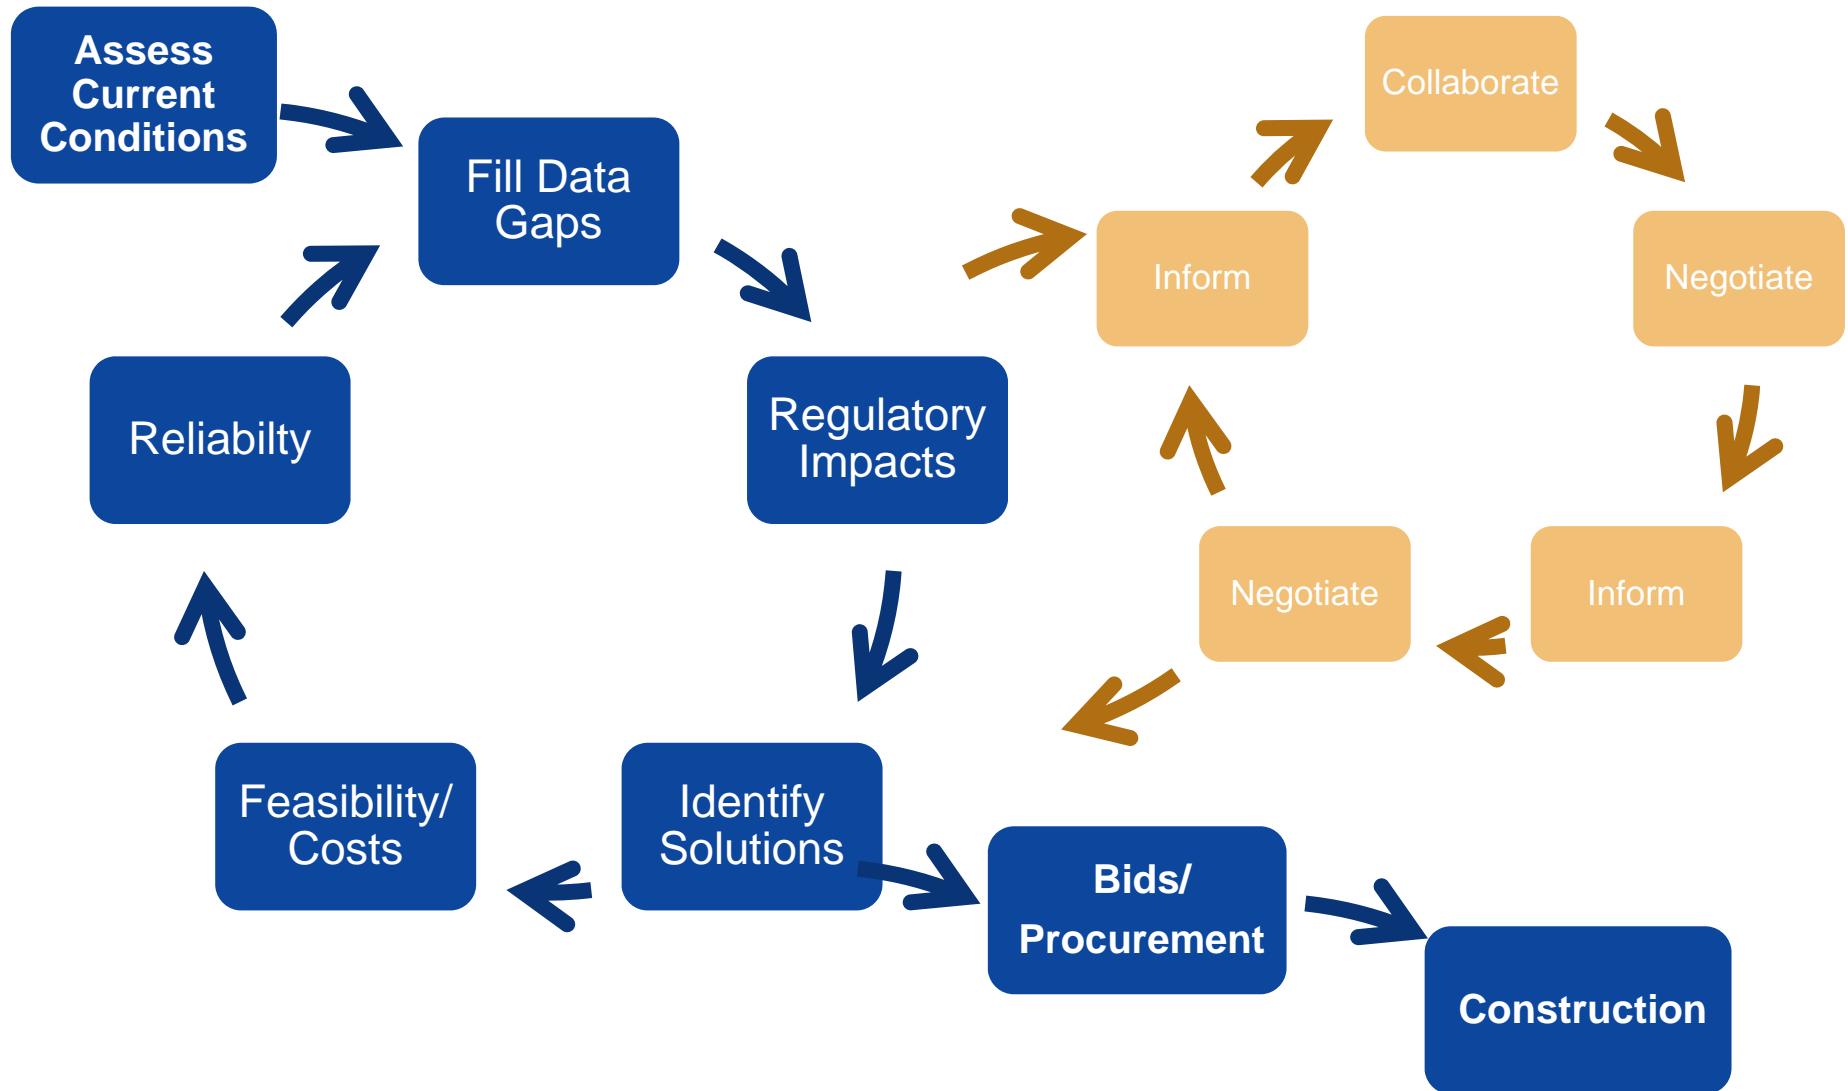 Assess
Current
Conditions
Fill Data
Gaps
Regulatory
Impacts
Identify
Solutions
Feasibility/
Costs
Reliabilty
Collaborate
Negotiate
Inform
Negotiate
Inform
Bids/
Procurement
Construction